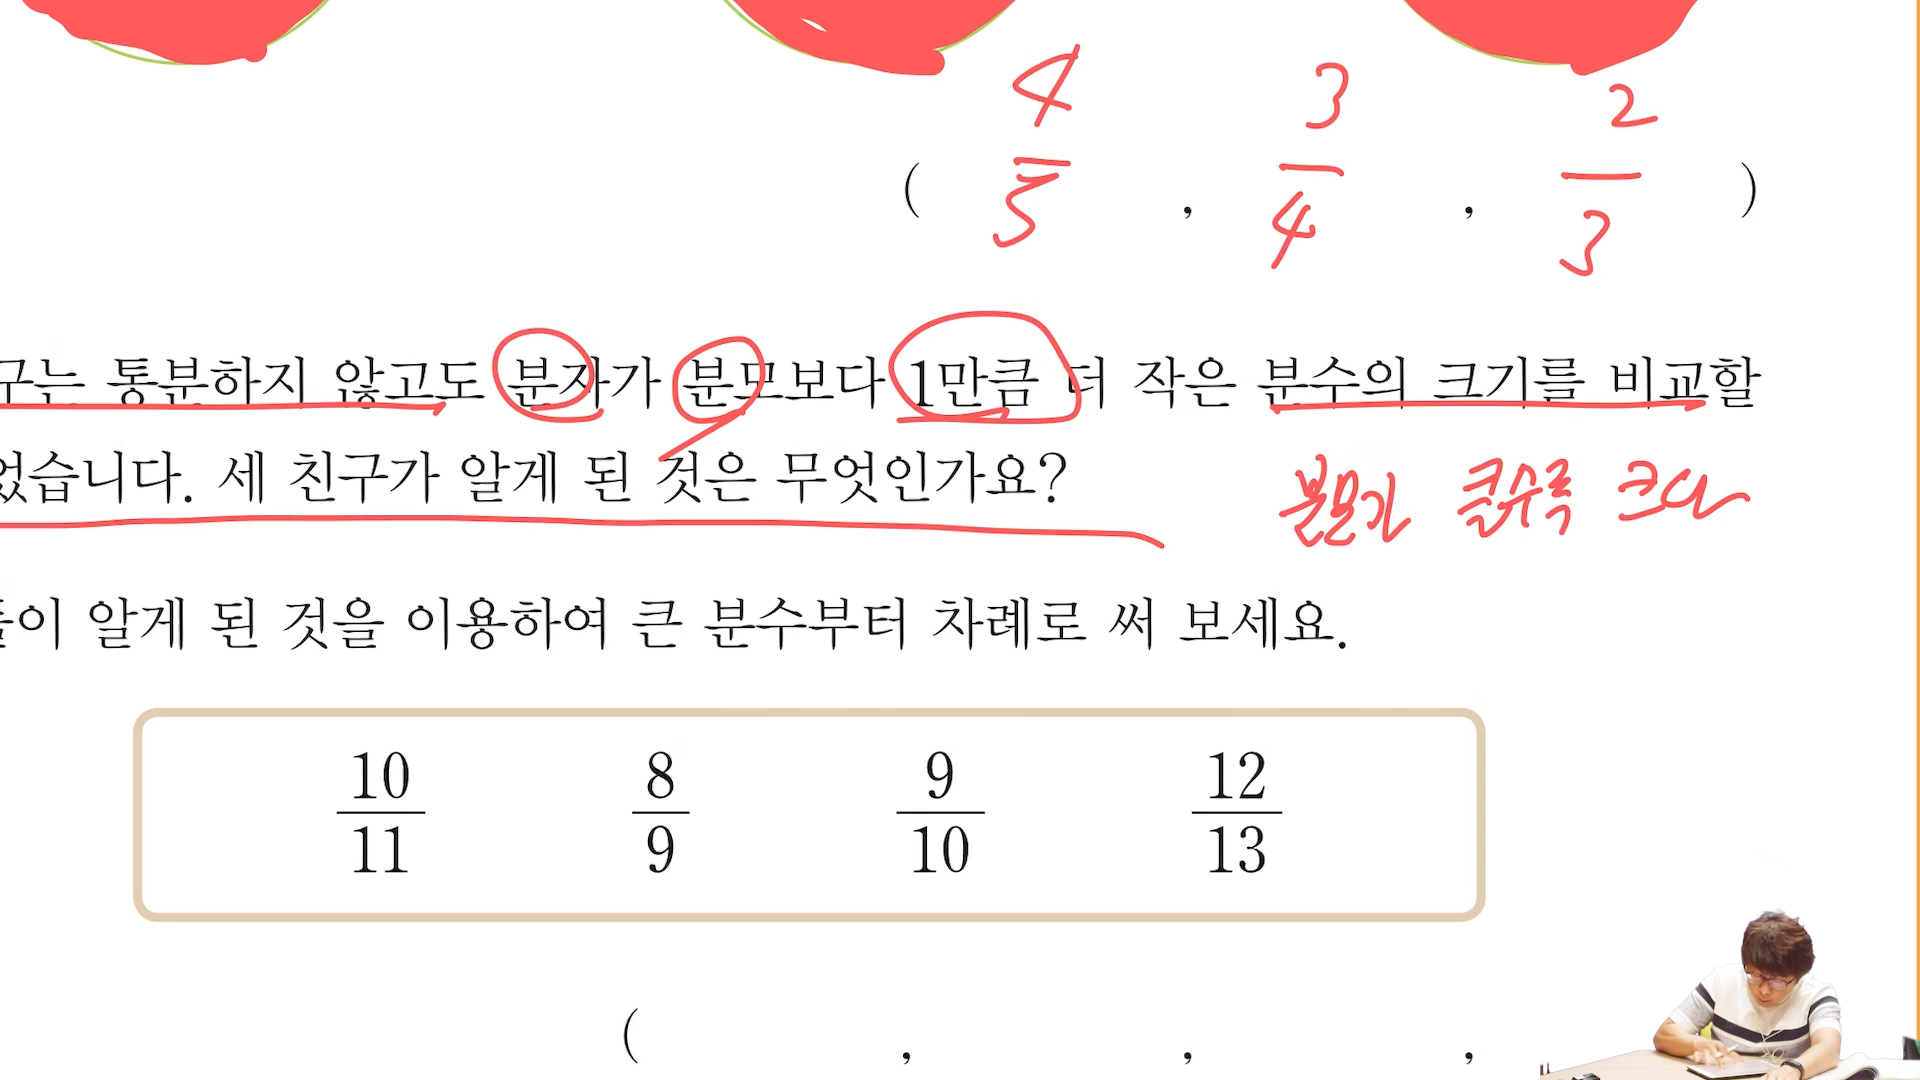 ( 4/5 , 3/4 , 2/3 )
구는 통분하지 않고도 분자가 분모보다 1만큼 더 작은 분수의 크기를 비교할
었습니다. 세 친구가 알게 된 것은 무엇인가요?
분모가 클수록 크다
들이 알게 된 것을 이용하여 큰 분수부터 차례로 써 보세요.
10/11 8/9 9/10 12/13
( , , ,